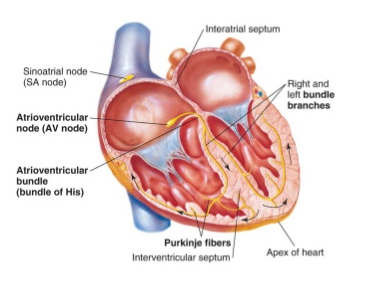 Interatrial septum
Sinoatrial node
(SA node)
Right and
left bundle
branches
Atrioventricular
node (AV node)
Atrioventricular
bundle
(bundle of His)
Purkinje fibers
Interventricular septum
Apex of heart